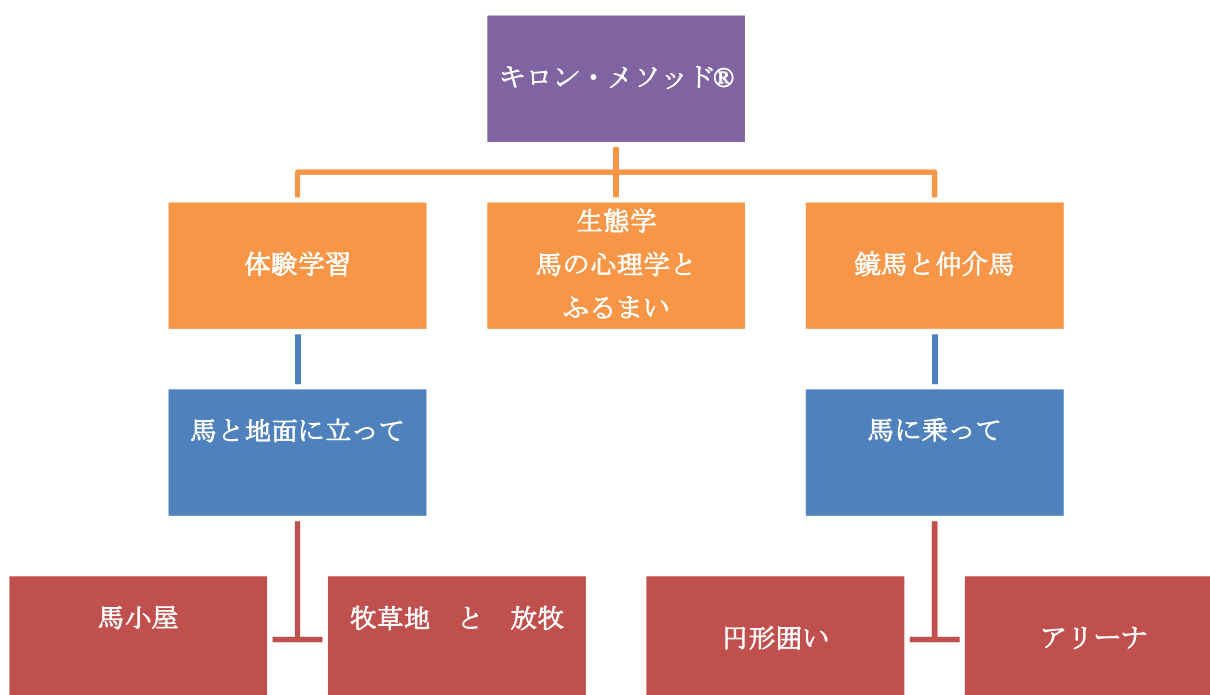 キロン・メソッド®
体験学習
生態学
馬の心理学と
ふるまい
鏡馬と仲介馬
馬と地面に立って
馬に乗って
馬小屋
牧草地　と　放牧
円形囲い
アリーナ